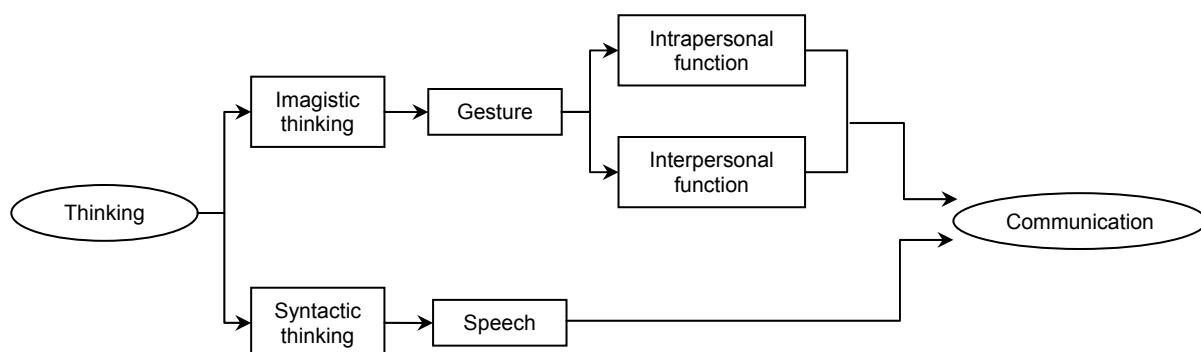 Intrapersonal
function
Imagistic
thinking
Gesture
Interpersonal
function
Thinking
Communication
Syntactic
thinking
Speech